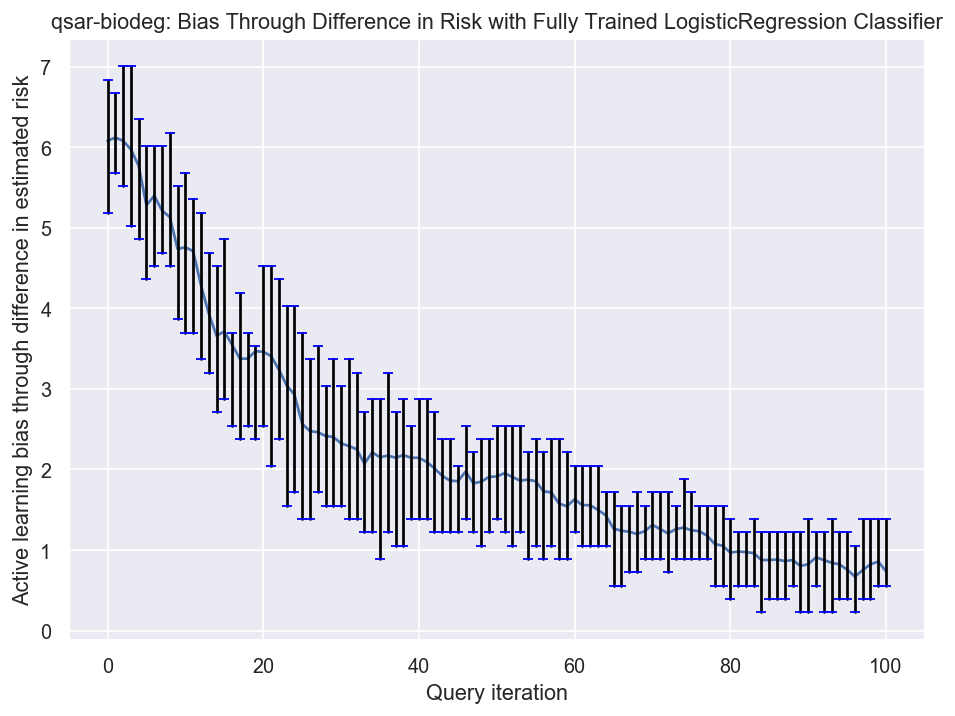 qsar-biodeg: Bias Through Difference in Risk with Fully Trained LogisticRegression Classifier
Active learning bias through difference in estimated risk
7
6
5
4
3
2
1
0
0 20 40 60 80 100
Query iteration